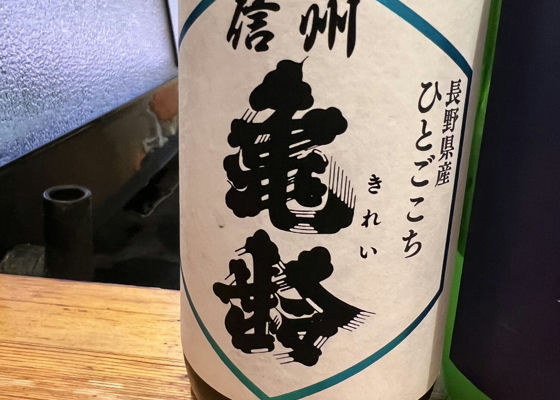 信州
亀齢
きれい
長野県産
ひとごこち